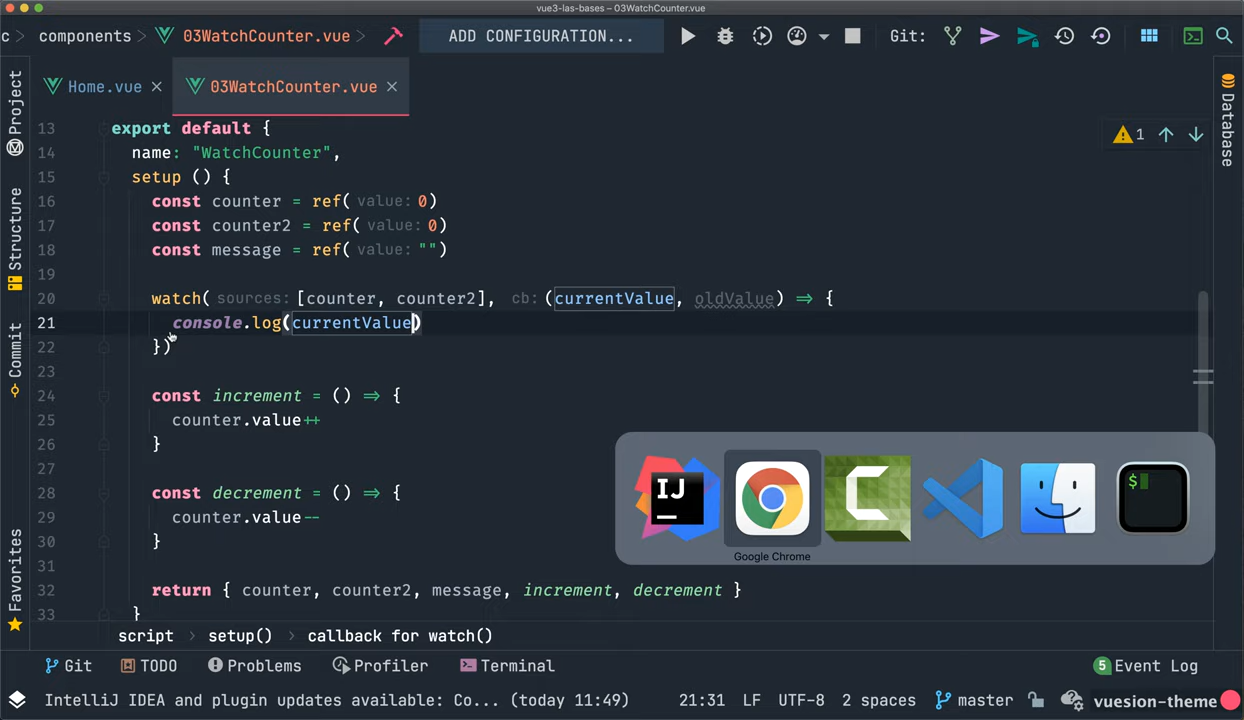 vue3-las-bases – 03WatchCounter.vue
c > components > 03WatchCounter.vue > ADD CONFIGURATION... Git:
Home.vue × 03WatchCounter.vue ×
Project
Structure
Commit
Favorites
Database
1
13 export default {
14 name: "WatchCounter",
15 setup () {
16 const counter = ref( value: 0)
17 const counter2 = ref( value: 0)
18 const message = ref( value: "")
19
20 watch( sources: [counter, counter2], cb: (currentValue, oldValue) => {
21 console.log(currentValue)
22 })
23
24 const increment = () => {
25 counter.value++
26 }
27
28 const decrement = () => {
29 counter.value--
30 }
31
32 return { counter, counter2, message, increment, decrement }
33 }
IJ
$
Google Chrome
script > setup() > callback for watch()
Git TODO Problems Profiler Terminal 5 Event Log
IntelliJ IDEA and plugin updates available: Co... (today 11:49) 21:31 LF UTF-8 2 spaces master vuesion-theme